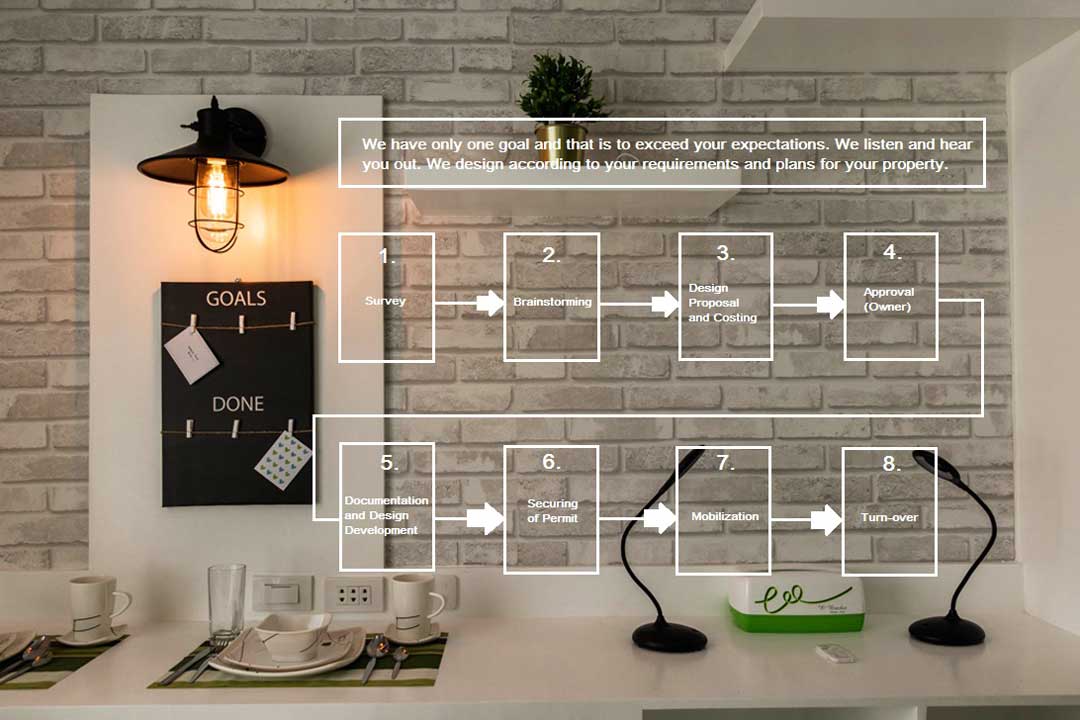 We have only one goal and that is to exceed your expectations. We listen and hear
you out. We design according to your requirements and plans for your property.
1.
Survey
2.
Brainstorming
3.
Design
Proposal
and Costing
4.
Approval
(Owner)
GOALS
DONE
5.
Documentation
and Design
Development
6.
Securing
of Permit
7.
Mobilization
8.
Turn-over